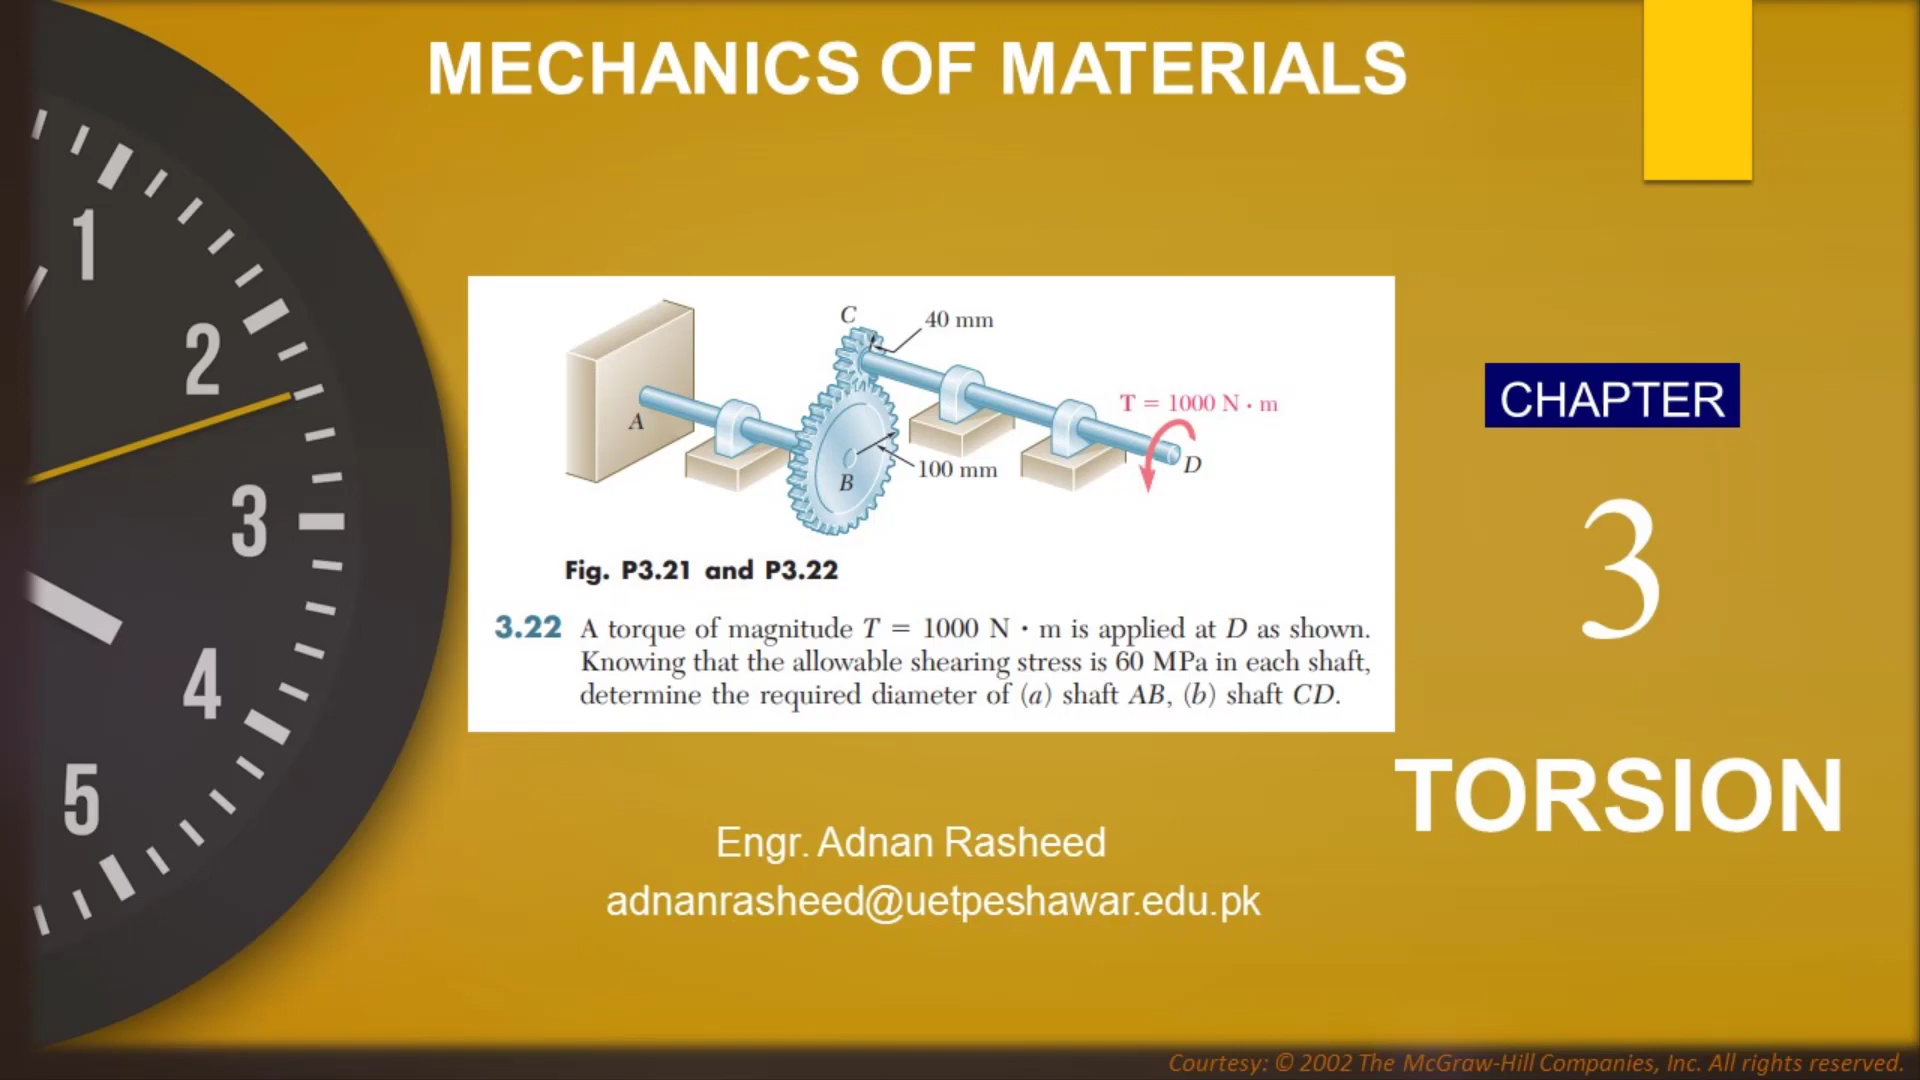 MECHANICS OF MATERIALS
1
2
3
4
5
C
40 mm
A
T = 1000 N · m
D
100 mm
B
Fig. P3.21 and P3.22
3.22 A torque of magnitude T = 1000 N · m is applied at D as shown.
Knowing that the allowable shearing stress is 60 MPa in each shaft,
determine the required diameter of (a) shaft AB, (b) shaft CD.
CHAPTER
3
TORSION
Engr. Adnan Rasheed
adnanrasheed@uetpeshawar.edu.pk
Courtesy: © 2002 The McGraw-Hill Companies, Inc. All rights reserved.